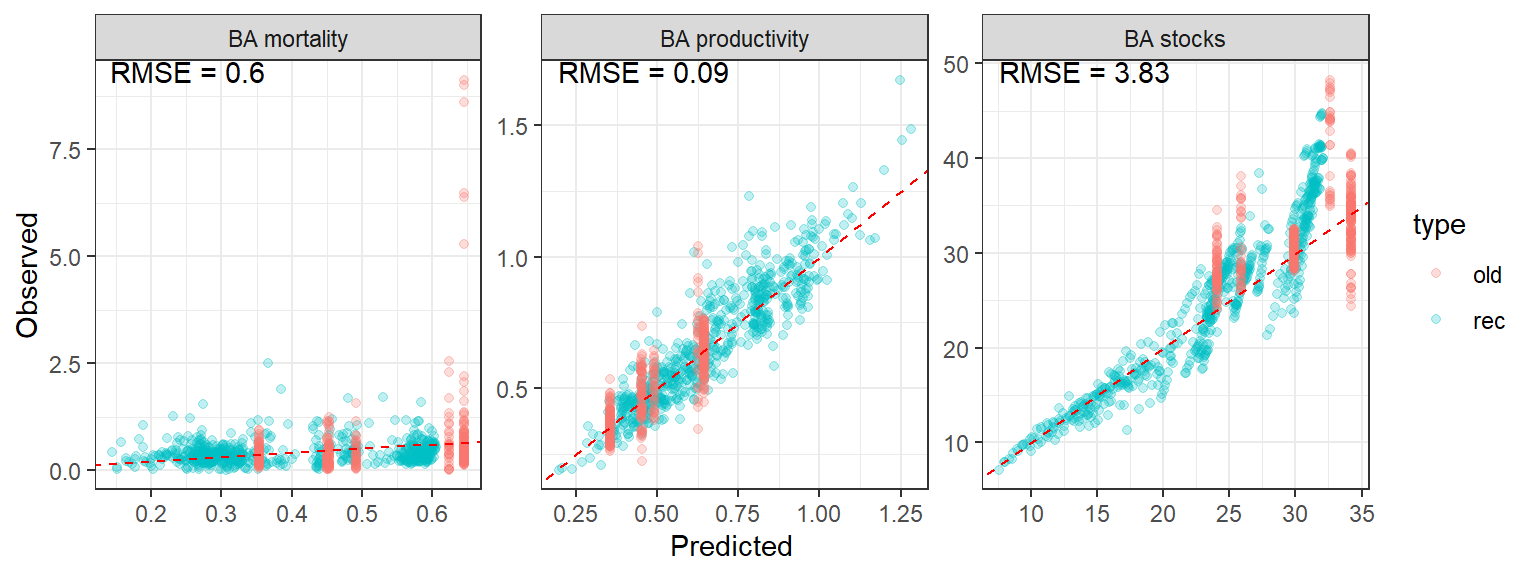 BA mortality
BA productivity
BA stocks
RMSE = 0.6
RMSE = 0.09
RMSE = 3.83
Observed
7.5
5.0
2.5
0.0
0.2
0.3
0.4
0.5
0.6
1.5
1.0
0.5
0.25
0.50
0.75
1.00
1.25
50
40
30
20
10
10
15
20
25
30
35
Predicted
type
old
rec